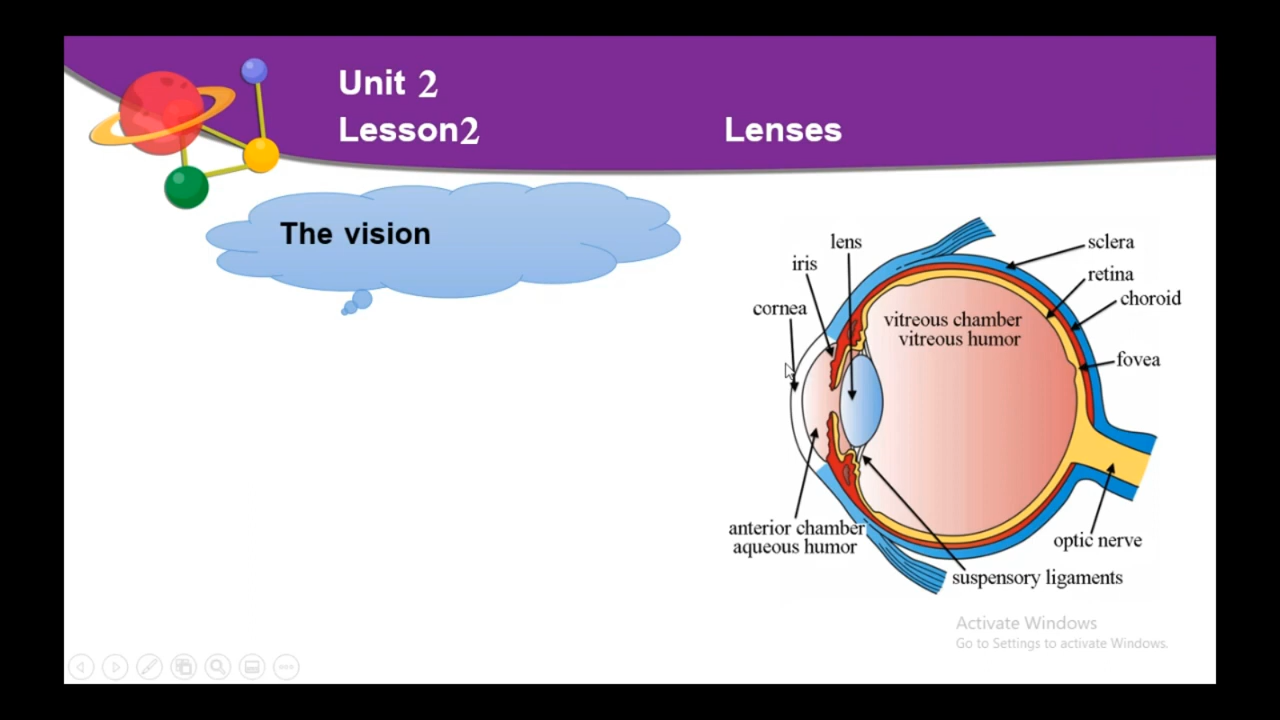 Unit 2
Lesson2 Lenses
The vision
lens
iris
cornea
sclera
retina
choroid
fovea
vitreous chamber
vitreous humor
anterior chamber
aqueous humor
optic nerve
suspensory ligaments
Activate Windows
Go to Settings to activate Windows.